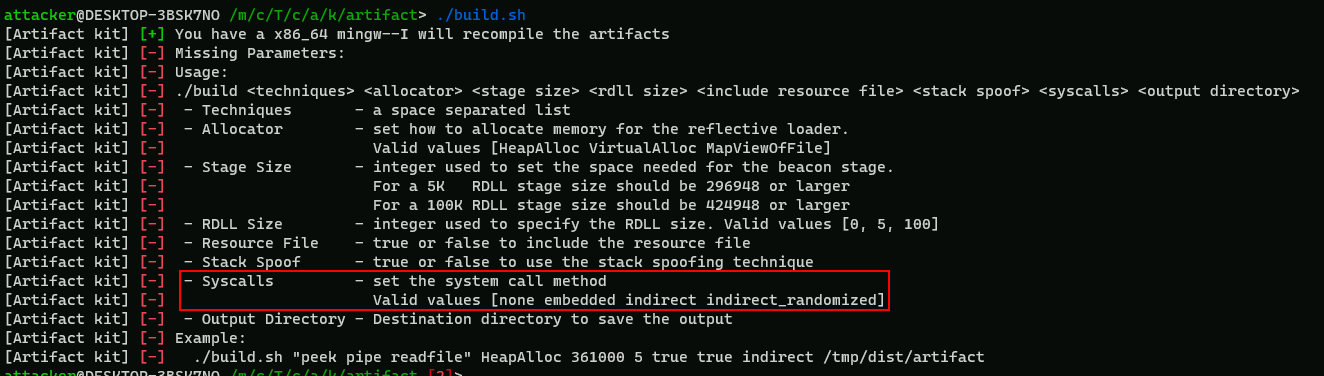 attacker@DESKTOP-3BSK7NO /m/c/T/c/a/k/artifact> ./build.sh
[Artifact kit] [+] You have a x86_64 mingw--I will recompile the artifacts
[Artifact kit] [-] Missing Parameters:
[Artifact kit] [-] Usage:
[Artifact kit] [-] ./build <techniques> <allocator> <stage size> <rdll size> <include resource file> <stack spoof> <syscalls> <output directory>
[Artifact kit] [-]  - Techniques       - a space separated list
[Artifact kit] [-]  - Allocator        - set how to allocate memory for the reflective loader.
[Artifact kit] [-]                       Valid values [HeapAlloc VirtualAlloc MapViewOfFile]
[Artifact kit] [-]  - Stage Size       - integer used to set the space needed for the beacon stage.
[Artifact kit] [-]                       For a 5K   RDLL stage size should be 296948 or larger
[Artifact kit] [-]                       For a 100K RDLL stage size should be 424948 or larger
[Artifact kit] [-]  - RDLL Size        - integer used to specify the RDLL size. Valid values [0, 5, 100]
[Artifact kit] [-]  - Resource File    - true or false to include the resource file
[Artifact kit] [-]  - Stack Spoof      - true or false to use the stack spoofing technique
[Artifact kit] [-]  - Syscalls         - set the system call method
[Artifact kit] [-]                       Valid values [none embedded indirect indirect_randomized]
[Artifact kit] [-]  - Output Directory - Destination directory to save the output
[Artifact kit] [-] Example:
[Artifact kit] [-]   ./build.sh "peek pipe readfile" HeapAlloc 361000 5 true true indirect /tmp/dist/artifact
attacker@DESKTOP-3BSK7NO /m/c/T/c/a/k/artifact [2]>